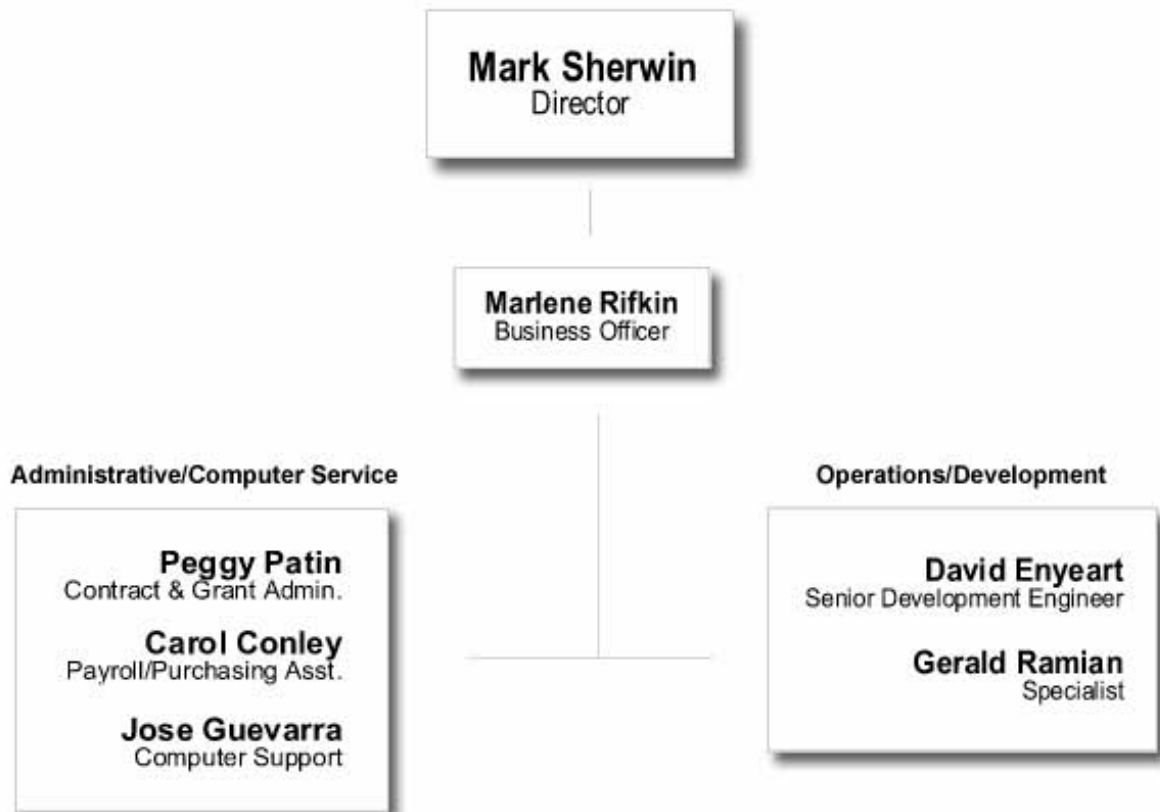 Mark Sherwin
Director
Marlene Rifkin
Business Officer
Administrative/Computer Service
Peggy Patin
Contract & Grant Admin.
Carol Conley
Payroll/Purchasing Asst.
Jose Guevarra
Computer Support
Operations/Development
David Enyeart
Senior Development Engineer
Gerald Ramian
Specialist